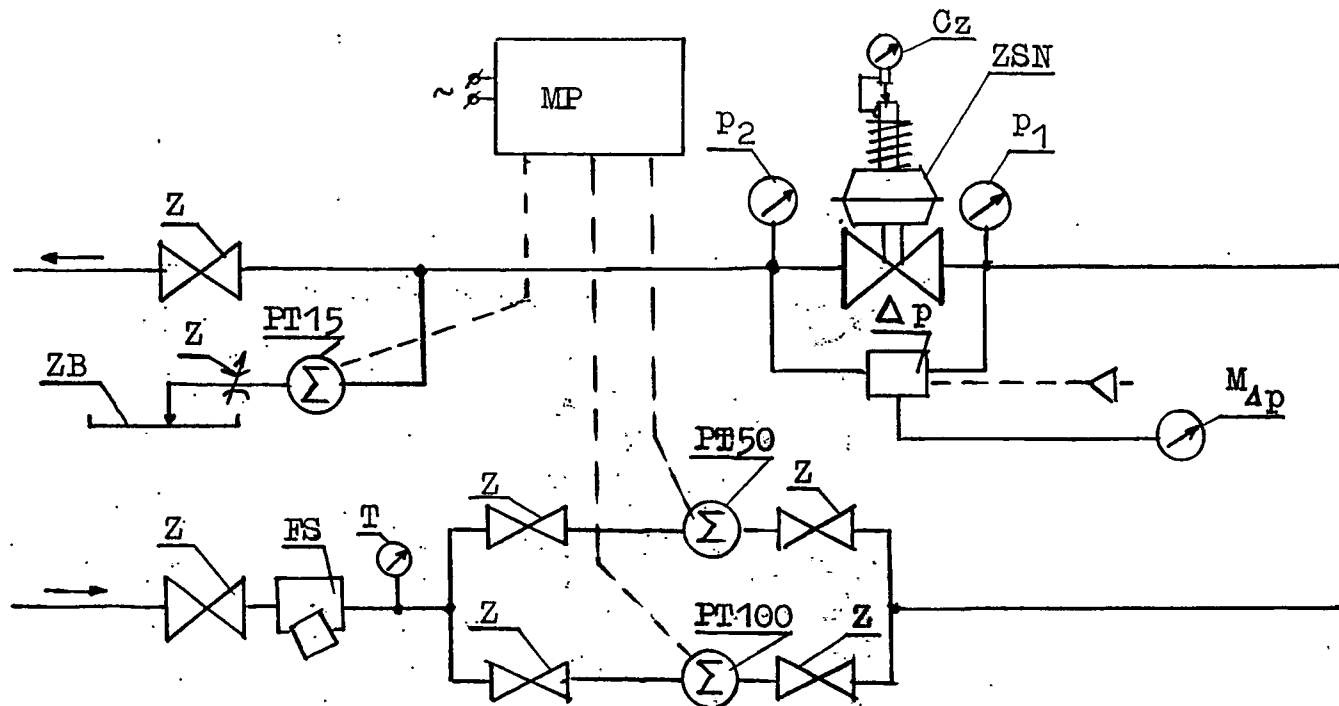 Cz
ZSN
~ MP
p2
p1
Z
Δp
PT15
Z
ZB
MΔp
Σ
PT50
Z
Z
Σ
Z
FS
T
Z
PT100
Z
Σ